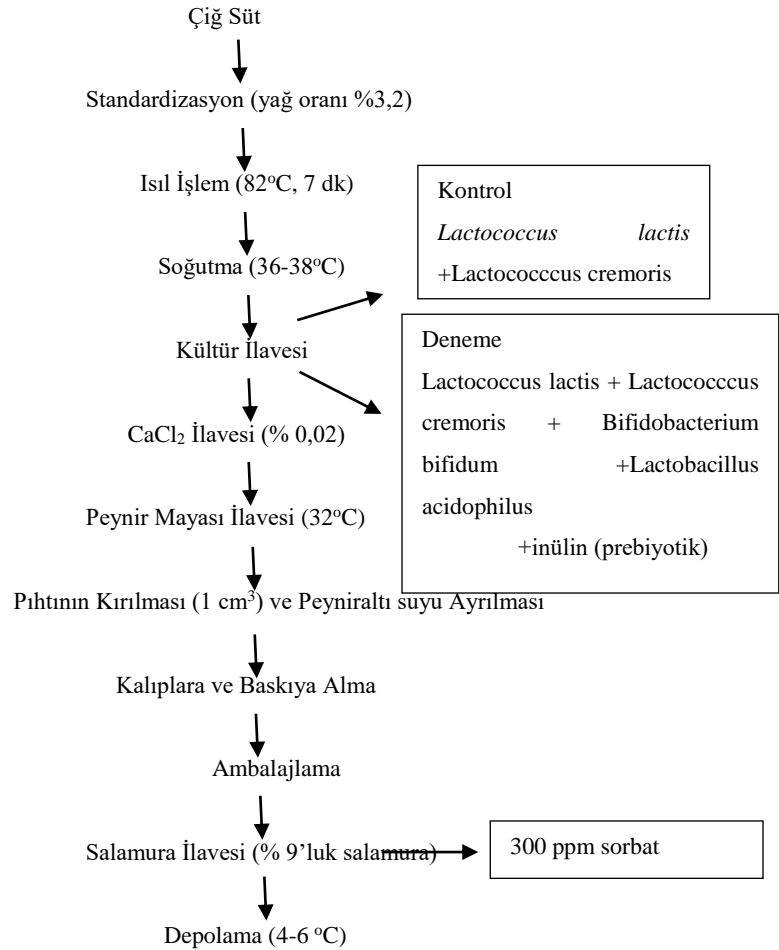 Çiğ Süt
Standardizasyon (yağ oranı %3,2)
Isıl İşlem (82°C, 7 dk)
Soğutma (36-38°C)
Kültür İlavesi
Kontrol
Lactococcus lactis
+Lactococccus cremoris
Deneme
Lactococcus lactis + Lactococccus
cremoris + Bifidobacterium
bifidum +Lactobacillus
acidophilus
+inülin (prebiyotik)
CaCl₂ İlavesi (% 0,02)
Peynir Mayası İlavesi (32°C)
Pıhtının Kırılması (1 cm³) ve Peyniraltı suyu Ayrılması
Kalıplara ve Baskıya Alma
Ambalajlama
Salamura İlavesi (% 9’luk salamura)
300 ppm sorbat
Depolama (4-6 °C)